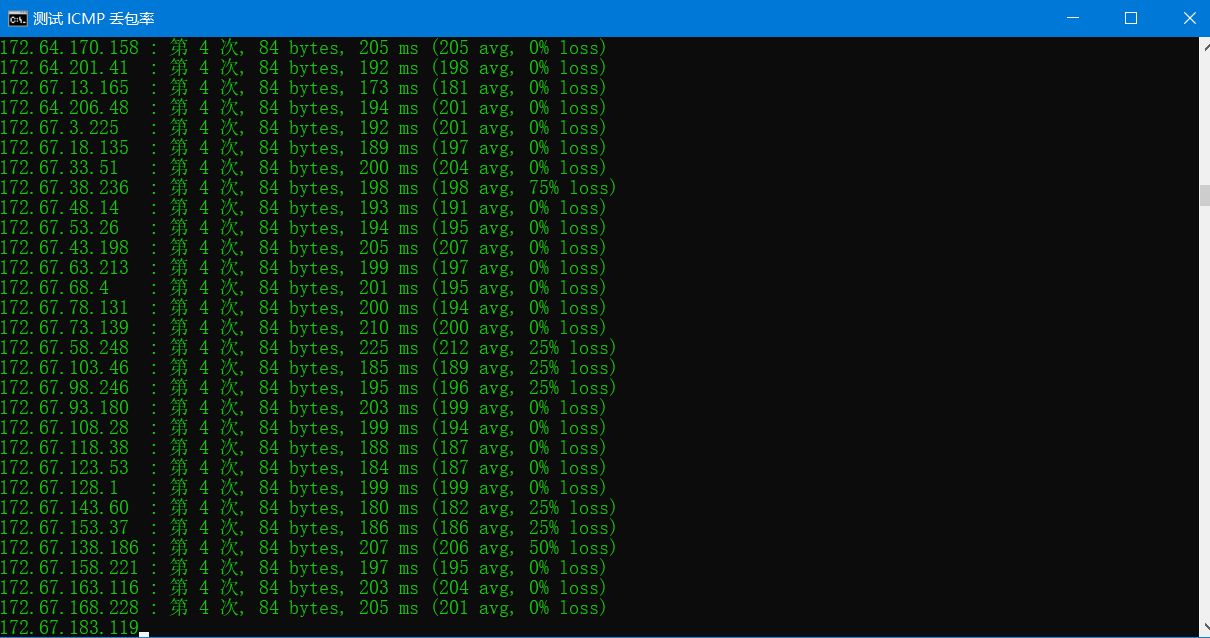 测试 ICMP 丢包率
172.64.170.158 : 第 4 次, 84 bytes, 205 ms (205 avg, 0% loss)
172.64.201.41  : 第 4 次, 84 bytes, 192 ms (198 avg, 0% loss)
172.67.13.165  : 第 4 次, 84 bytes, 173 ms (181 avg, 0% loss)
172.64.206.48  : 第 4 次, 84 bytes, 194 ms (201 avg, 0% loss)
172.67.3.225   : 第 4 次, 84 bytes, 192 ms (201 avg, 0% loss)
172.67.18.135  : 第 4 次, 84 bytes, 189 ms (197 avg, 0% loss)
172.67.33.51   : 第 4 次, 84 bytes, 200 ms (204 avg, 0% loss)
172.67.38.236  : 第 4 次, 84 bytes, 198 ms (198 avg, 75% loss)
172.67.48.14   : 第 4 次, 84 bytes, 193 ms (191 avg, 0% loss)
172.67.53.26   : 第 4 次, 84 bytes, 194 ms (195 avg, 0% loss)
172.67.43.198  : 第 4 次, 84 bytes, 205 ms (207 avg, 0% loss)
172.67.63.213  : 第 4 次, 84 bytes, 199 ms (197 avg, 0% loss)
172.67.68.4    : 第 4 次, 84 bytes, 201 ms (195 avg, 0% loss)
172.67.78.131  : 第 4 次, 84 bytes, 200 ms (194 avg, 0% loss)
172.67.73.139  : 第 4 次, 84 bytes, 210 ms (200 avg, 0% loss)
172.67.58.248  : 第 4 次, 84 bytes, 225 ms (212 avg, 25% loss)
172.67.103.46  : 第 4 次, 84 bytes, 185 ms (189 avg, 25% loss)
172.67.98.246  : 第 4 次, 84 bytes, 195 ms (196 avg, 25% loss)
172.67.93.180  : 第 4 次, 84 bytes, 203 ms (199 avg, 0% loss)
172.67.108.28  : 第 4 次, 84 bytes, 199 ms (194 avg, 0% loss)
172.67.118.38  : 第 4 次, 84 bytes, 188 ms (187 avg, 0% loss)
172.67.123.53  : 第 4 次, 84 bytes, 184 ms (187 avg, 0% loss)
172.67.128.1   : 第 4 次, 84 bytes, 199 ms (199 avg, 0% loss)
172.67.143.60  : 第 4 次, 84 bytes, 180 ms (182 avg, 25% loss)
172.67.153.37  : 第 4 次, 84 bytes, 186 ms (186 avg, 25% loss)
172.67.138.186 : 第 4 次, 84 bytes, 207 ms (206 avg, 50% loss)
172.67.158.221 : 第 4 次, 84 bytes, 197 ms (195 avg, 0% loss)
172.67.163.116 : 第 4 次, 84 bytes, 203 ms (204 avg, 0% loss)
172.67.168.228 : 第 4 次, 84 bytes, 205 ms (201 avg, 0% loss)
172.67.183.119